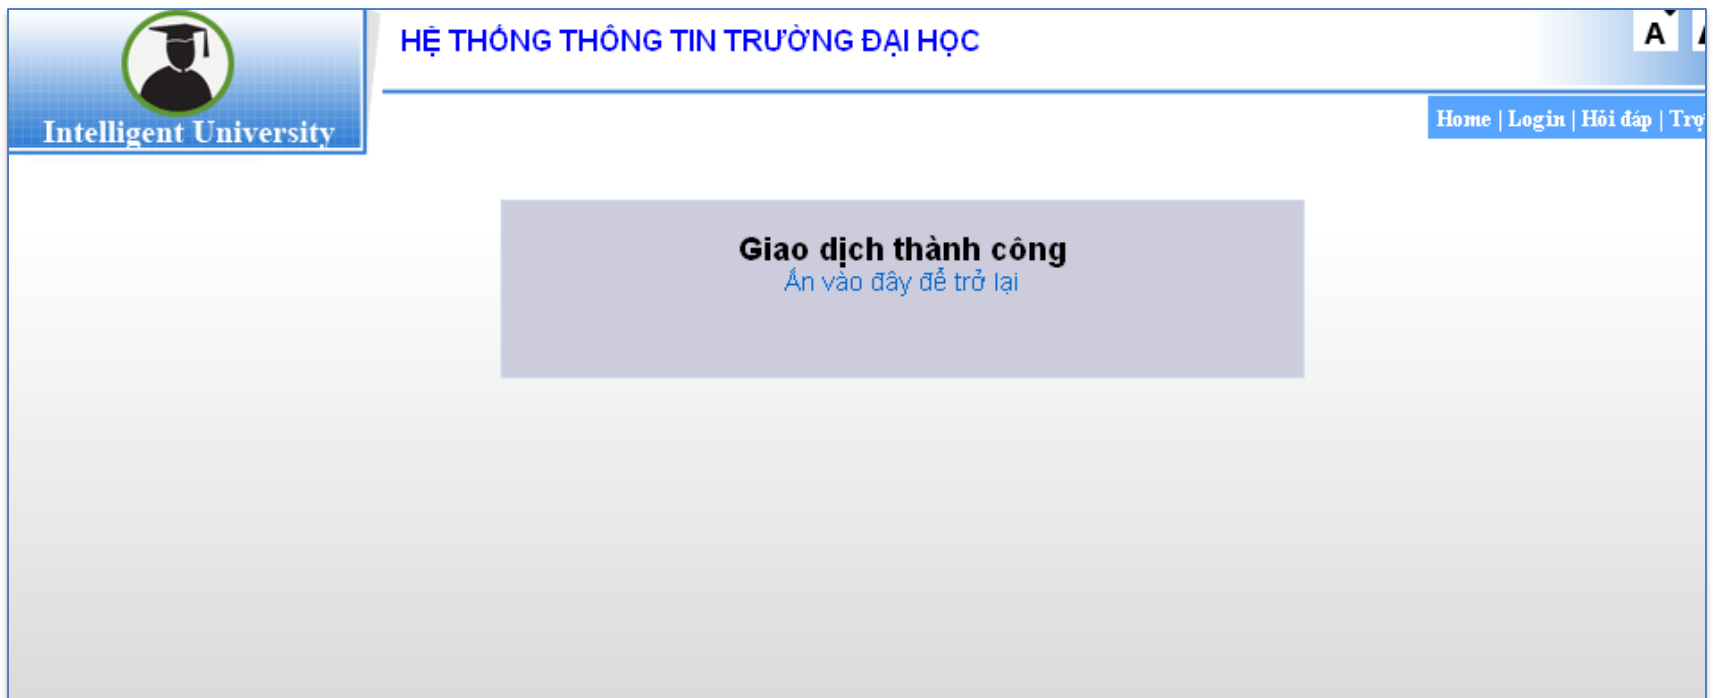 HỆ THỐNG THÔNG TIN TRƯỜNG ĐẠI HỌC
A
Intelligent University
Home | Login | Hỏi đáp |
Giao dịch thành công
Ấn vào đây để trở lại